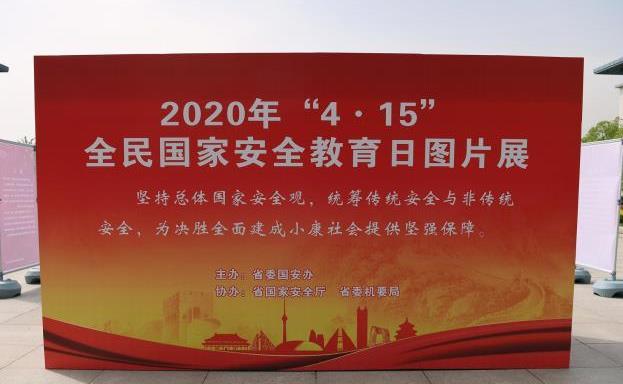 2020年“4·15”
全民国家安全教育日图片展
坚持总体国家安全观，统筹传统安全与非传统
安全，为决胜全面建成小康社会提供坚强保障。
主办：省委国安办
协办：省国家安全厅 省委机要局